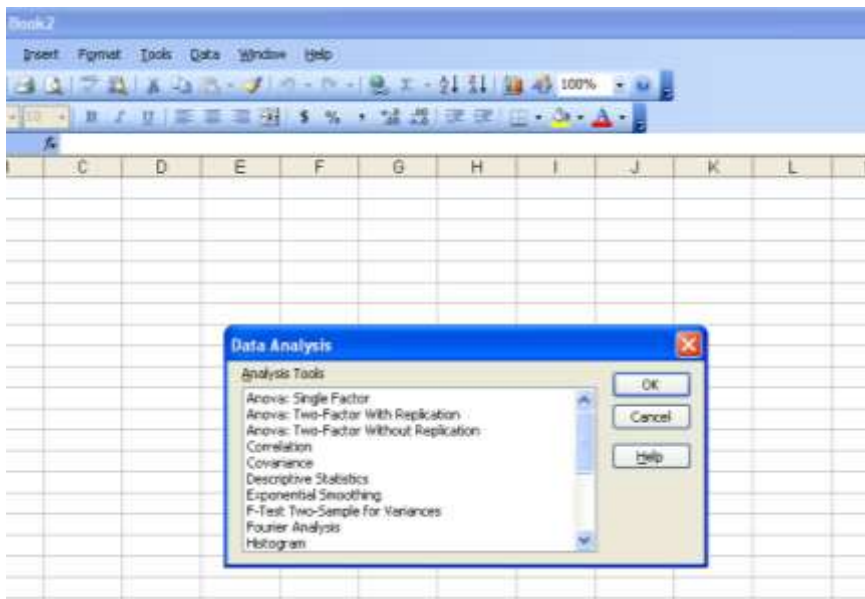 Book2
Insert Format Tools Data Window Help
100%
10 B I U $ % ,
fx
C D E F G H I J K L
Data Analysis
Analysis Tools
Anova: Single Factor
Anova: Two-Factor With Replication
Anova: Two-Factor Without Replication
Correlation
Covariance
Descriptive Statistics
Exponential Smoothing
F-Test Two-Sample for Variances
Fourier Analysis
Histogram
OK
Cancel
Help